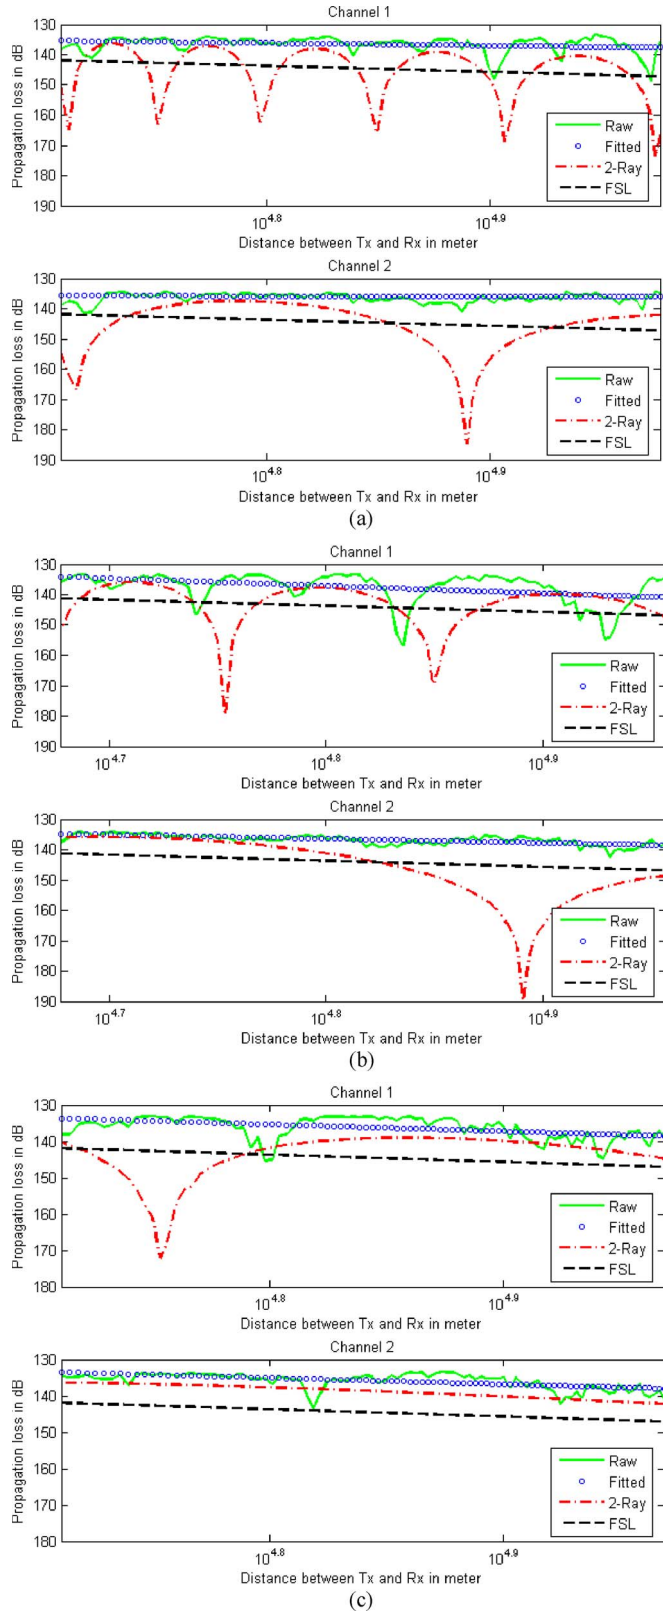 Channel 1
Propagation loss in dB
130
140
150
160
170
180
190
Raw
Fitted
2-Ray
FSL
10^4.8
10^4.9
Distance between Tx and Rx in meter
Channel 2
Propagation loss in dB
130
140
150
160
170
180
190
Raw
Fitted
2-Ray
FSL
10^4.8
10^4.9
Distance between Tx and Rx in meter
(a)
Channel 1
Propagation loss in dB
130
140
150
160
170
180
190
Raw
Fitted
2-Ray
FSL
10^4.7
10^4.8
10^4.9
Distance between Tx and Rx in meter
Channel 2
Propagation loss in dB
130
140
150
160
170
180
190
Raw
Fitted
2-Ray
FSL
10^4.7
10^4.8
10^4.9
Distance between Tx and Rx in meter
(b)
Channel 1
Propagation loss in dB
130
140
150
160
170
180
Raw
Fitted
2-Ray
FSL
10^4.8
10^4.9
Distance between Tx and Rx in meter
Channel 2
Propagation loss in dB
130
140
150
160
170
180
Raw
Fitted
2-Ray
FSL
10^4.8
10^4.9
Distance between Tx and Rx in meter
(c)